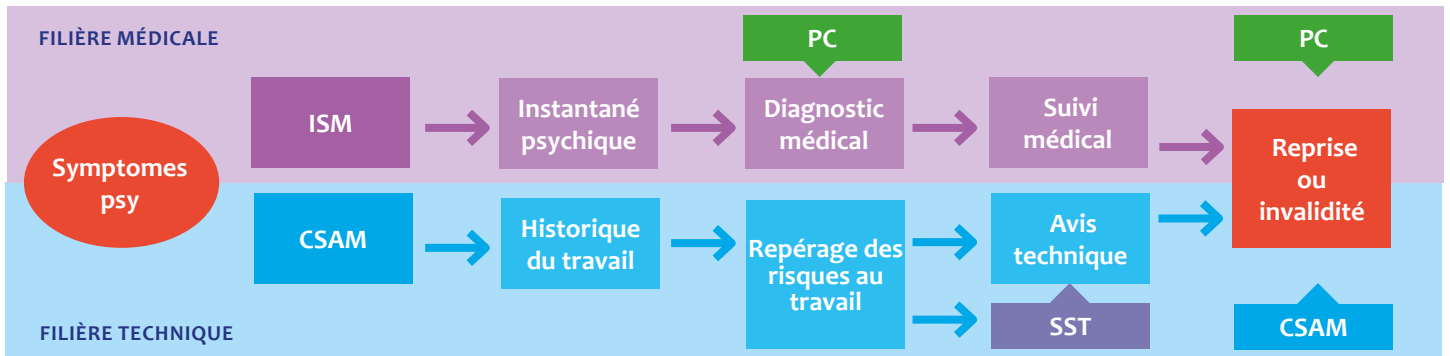 FILIÈRE MÉDICALE
PC
PC
ISM
Instantané
psychique
Diagnostic
médical
Suivi
médical
Symptomes
psy
Reprise
ou
invalidité
CSAM
Historique
du travail
Repérage des
risques au
travail
Avis
technique
SST
CSAM
FILIÈRE TECHNIQUE